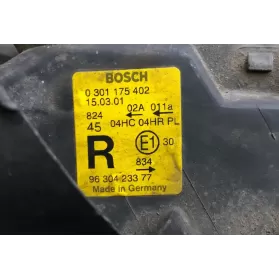 BOSCH
0 301 175 402
15.03.01 02A 011a
824 ← ←
45 04HC 04HR PL
R E1 30
834 →
96 304 233 77
Made in Germany